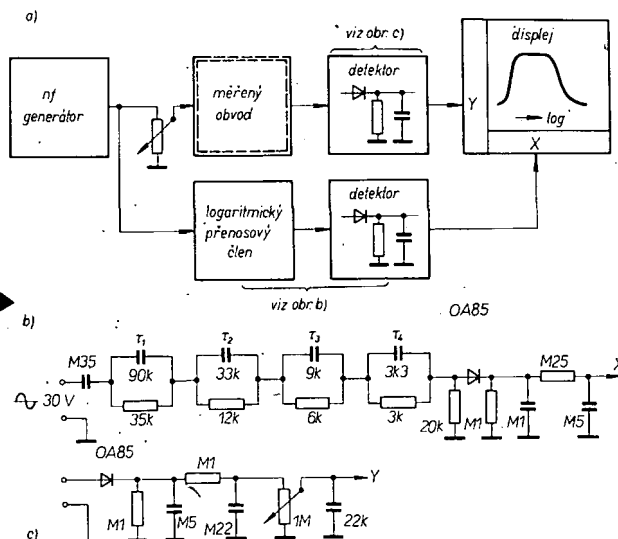 a)
viz obr. c)
nf
generátor
měřený
obvod
detektor
displej
Y
log
X
logaritmický
přenosový
člen
detektor
viz obr. b)
b)
OA85
M35
τ1
τ2
τ3
τ4
90k
33k
9k
3k3
M25
X
30 V
35k
12k
6k
3k
20k
M1
M1
M5
OA85
M1
Y
M1
M5
M22
1M
22k
c)